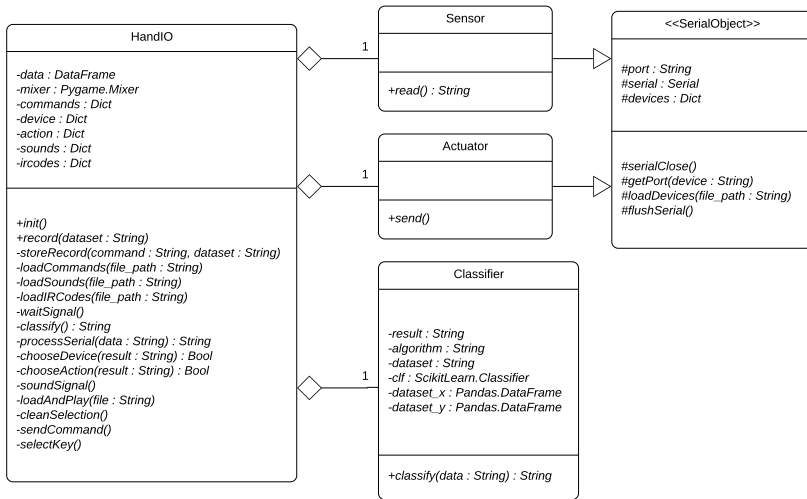 HandIO
-data : DataFrame
-mixer : Pygame.Mixer
-commands : Dict
-device : Dict
-action : Dict
-sounds : Dict
-ircodes : Dict
+init()
+record(dataset : String)
-storeRecord(command : String, dataset : String)
-loadCommands(file_path : String)
-loadSounds(file_path : String)
-loadIRCodes(file_path : String)
-waitSignal()
-classify() : String
-processSerial(data : String) : String
-chooseDevice(result : String) : Bool
-chooseAction(result : String) : Bool
-soundSignal()
-loadAndPlay(file : String)
-cleanSelection()
-sendCommand()
-selectKey()
1
Sensor
+read() : String
1
Actuator
+send()
1
Classifier
-result : String
-algorithm : String
-dataset : String
-clf : ScikitLearn.Classifier
-dataset_x : Pandas.DataFrame
-dataset_y : Pandas.DataFrame
+classify(data : String) : String
<<SerialObject>>
#port : String
#serial : Serial
#devices : Dict
#serialClose()
#getPort(device : String)
#loadDevices(file_path : String)
#flushSerial()